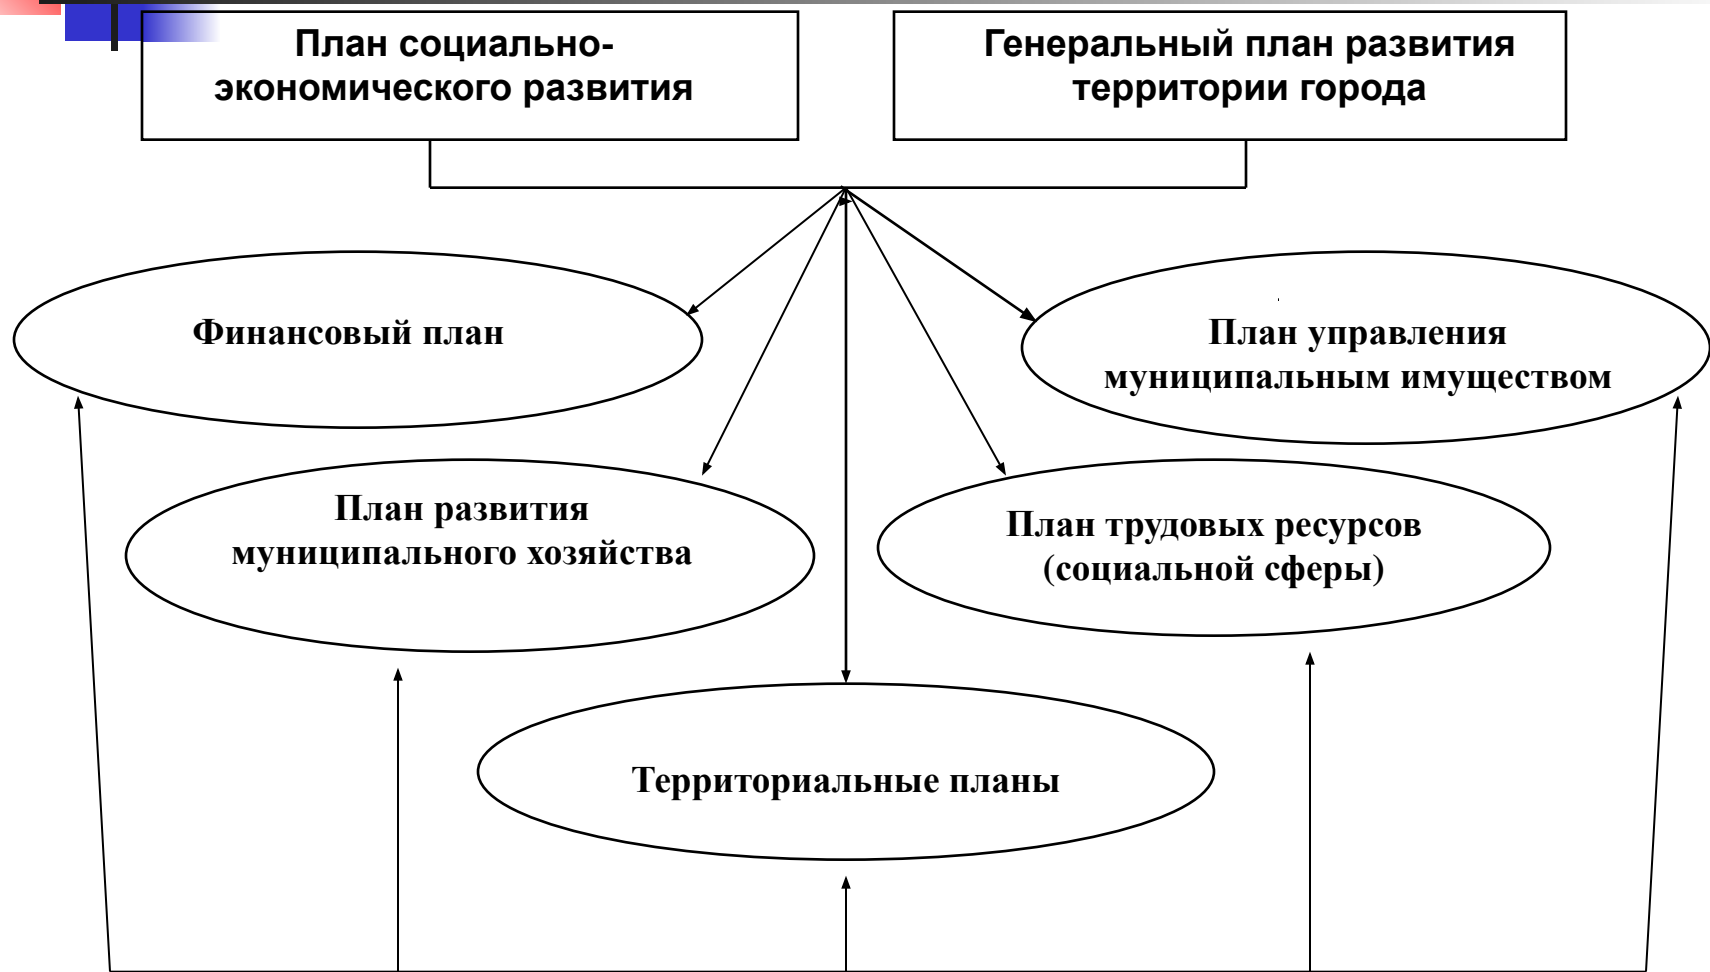 План социально-
экономического развития
Генеральный план развития
территории города
Финансовый план
План управления
муниципальным имуществом
План развития
муниципального хозяйства
План трудовых ресурсов
(социальной сферы)
Территориальные планы